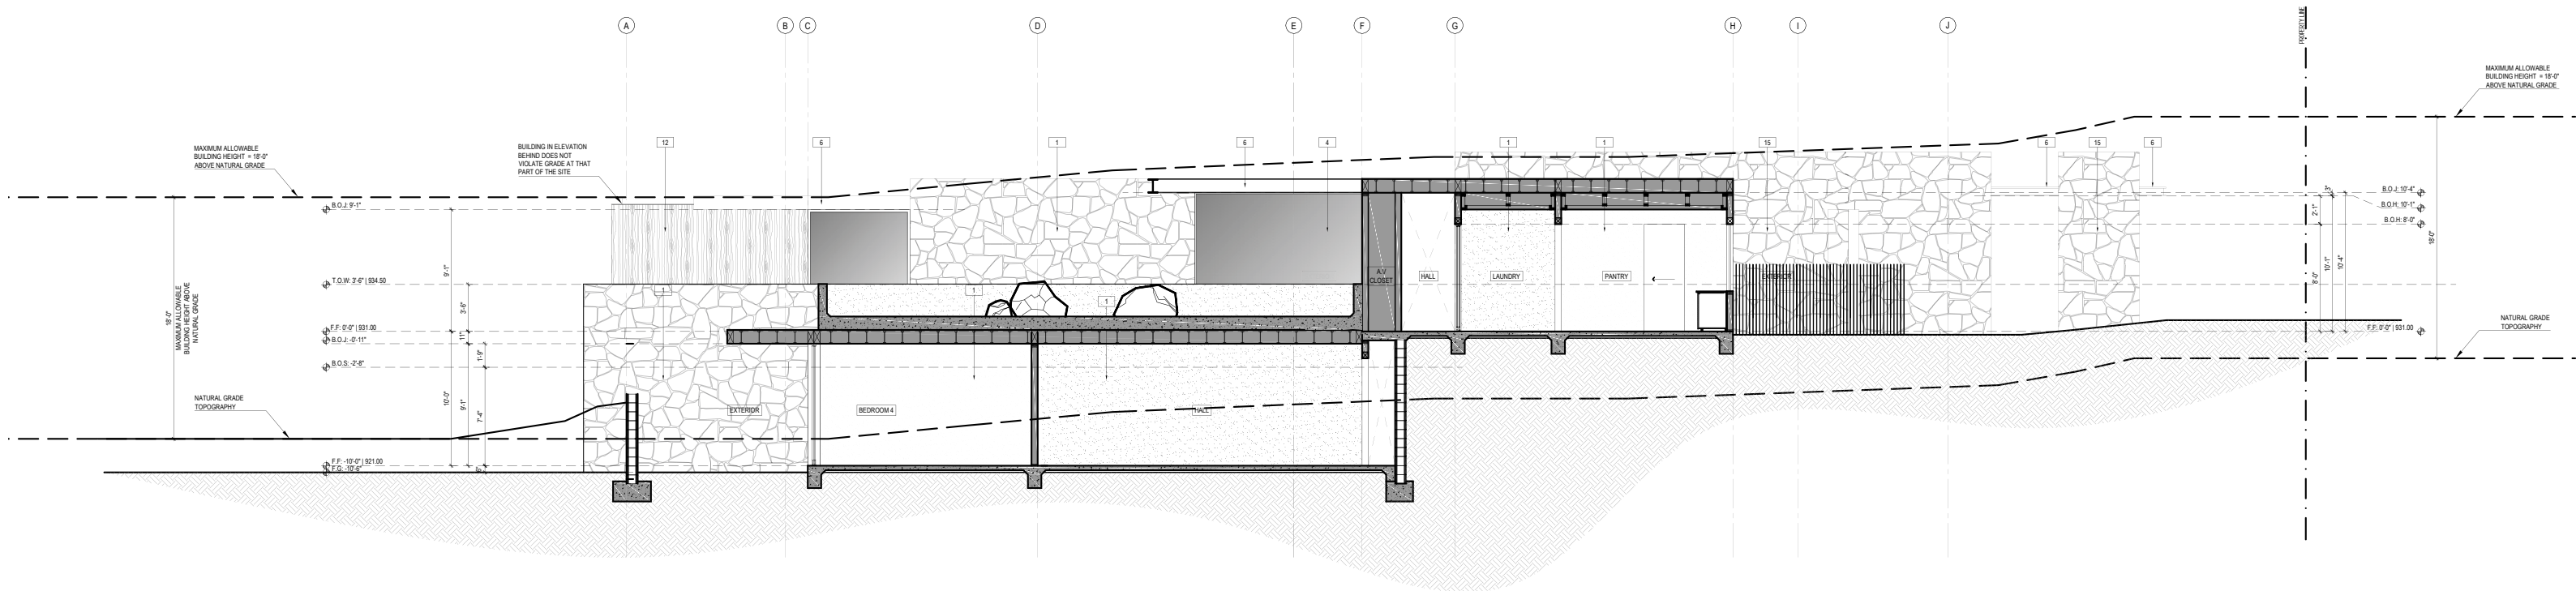 A
B
C
D
E
F
G
H
I
J
PROPERTY LINE
MAXIMUM ALLOWABLE
BUILDING HEIGHT = 18'-0"
ABOVE NATURAL GRADE
MAXIMUM ALLOWABLE
BUILDING HEIGHT = 18'-0"
ABOVE NATURAL GRADE
BUILDING IN ELEVATION
BEHIND DOES NOT
VIOLATE GRADE AT THAT
PART OF THE SITE
12
6
1
6
4
1
1
15
6
15
6
B.O.J: 9'-1"
T.O.W: 3'-6" | 934.50
F.F: 0'-0" | 931.00
B.O.J: -0'-11"
B.O.S: -2'-8"
F.F: -10'-0" | 921.00
F.G: -10'-6"
18'-0"
MAXIMUM ALLOWABLE
BUILDING HEIGHT ABOVE
NATURAL GRADE
9'-1"
10'-0"
3'-6"
11"
9'-1"
1'-9"
7'-4"
6"
NATURAL GRADE
TOPOGRAPHY
1
1
1
EXTERIOR
BEDROOM 4
HALL
A.V
CLOSET
HALL
LAUNDRY
PANTRY
EXTERIOR
B.O.J: 10'-4"
B.O.H: 10'-1"
B.O.H: 8'-0"
F.F: 0'-0" | 931.00
3"
2'-1"
8'-0"
10'-1"
10'-4"
18'-0"
NATURAL GRADE
TOPOGRAPHY